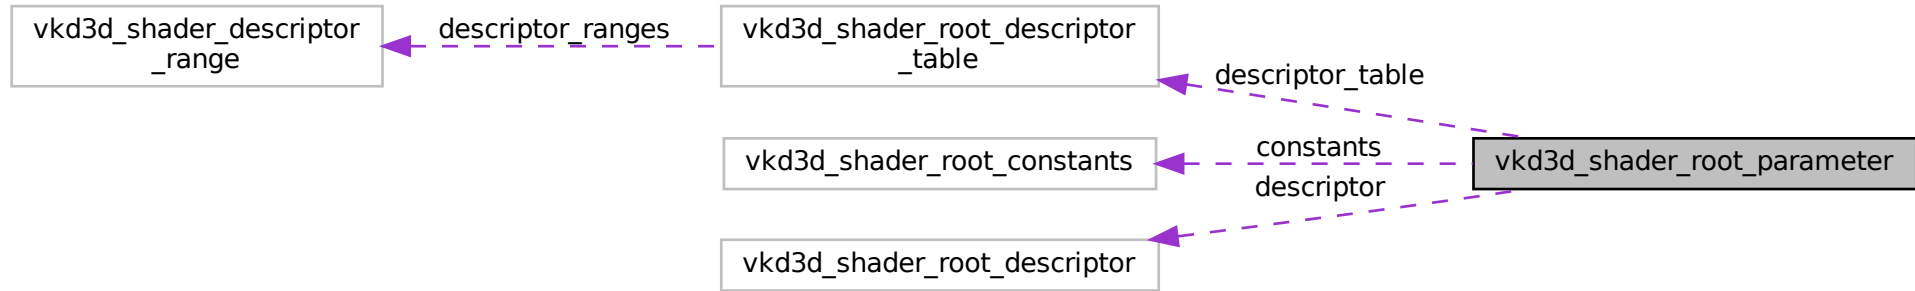 vkd3d_shader_descriptor
_range
descriptor_ranges
vkd3d_shader_root_descriptor
_table
descriptor_table
vkd3d_shader_root_constants
constants
vkd3d_shader_root_parameter
descriptor
vkd3d_shader_root_descriptor